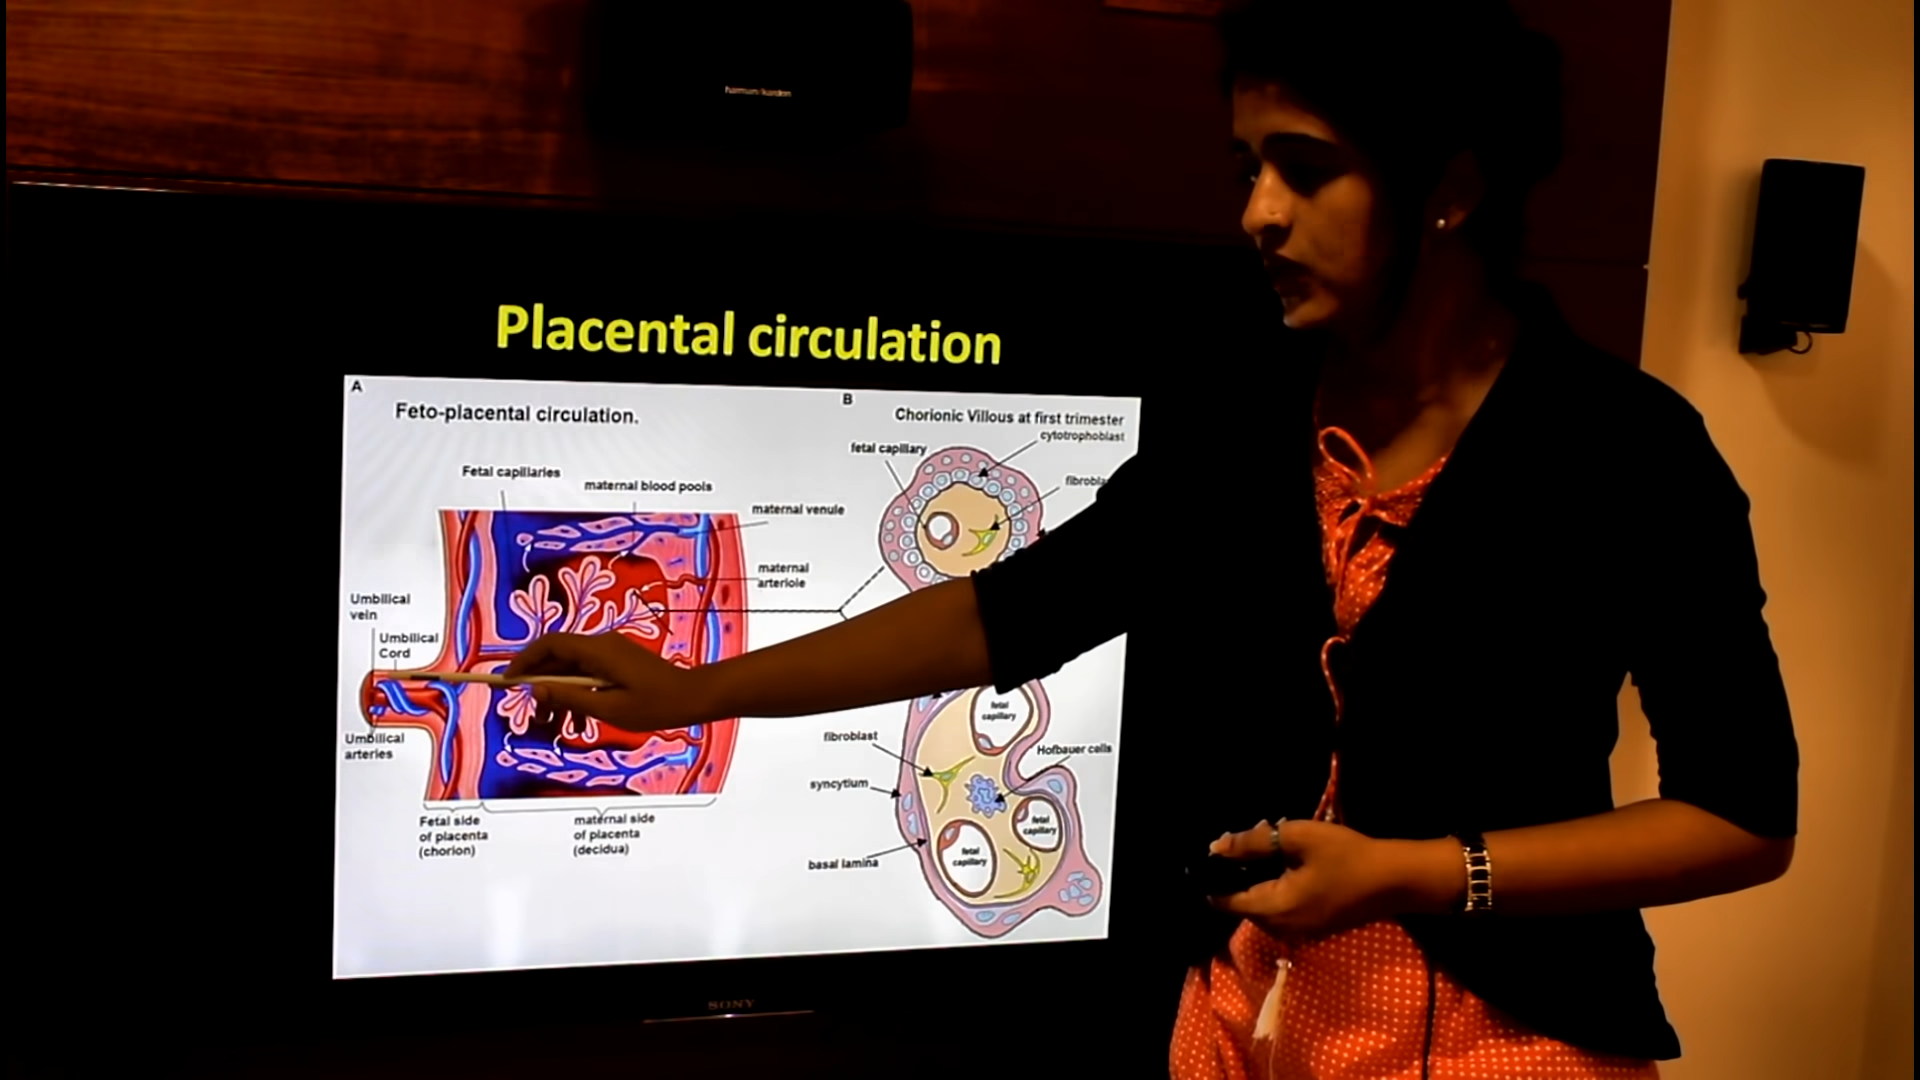 harman/kardon
Placental circulation
A
Feto-placental circulation.
Fetal capillaries
maternal blood pools
maternal venule
maternal
arteriole
Umbilical
vein
Umbilical
Cord
Umbilical
arteries
Fetal side
of placenta
(chorion)
maternal side
of placenta
(decidua)
B
Chorionic Villous at first trimester
cytotrophoblast
fetal capillary
fetal
capillary
fibroblast
Hofbauer cells
syncytium
fetal
capillary
fetal
capillary
basal lamina
SONY